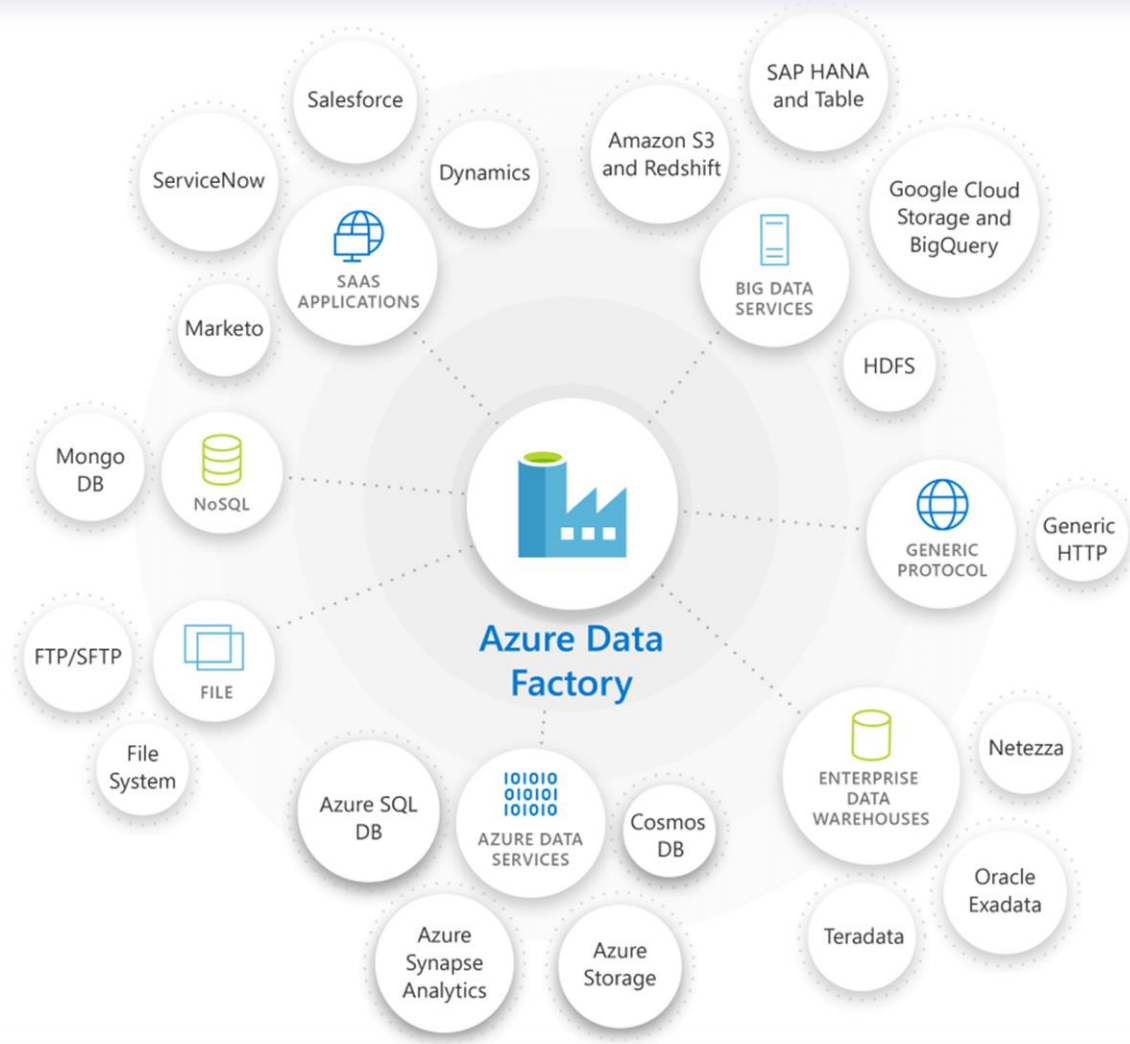 Salesforce
ServiceNow
Dynamics
SAAS
APPLICATIONS
Marketo
Amazon S3
and Redshift
SAP HANA
and Table
Google Cloud
Storage and
BigQuery
BIG DATA
SERVICES
HDFS
Mongo
DB
NoSQL
GENERIC
PROTOCOL
Generic
HTTP
Azure Data
Factory
FTP/SFTP
FILE
File
System
Azure SQL
DB
IOIOIO
OIOIOI
IOIOIO
AZURE DATA
SERVICES
Cosmos
DB
Azure
Synapse
Analytics
Azure
Storage
ENTERPRISE
DATA
WAREHOUSES
Netezza
Oracle
Exadata
Teradata